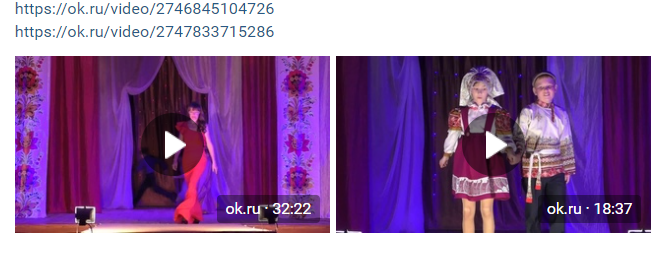 https://ok.ru/video/2746845104726
https://ok.ru/video/2747833715286
ok.ru · 32:22
ok.ru · 18:37